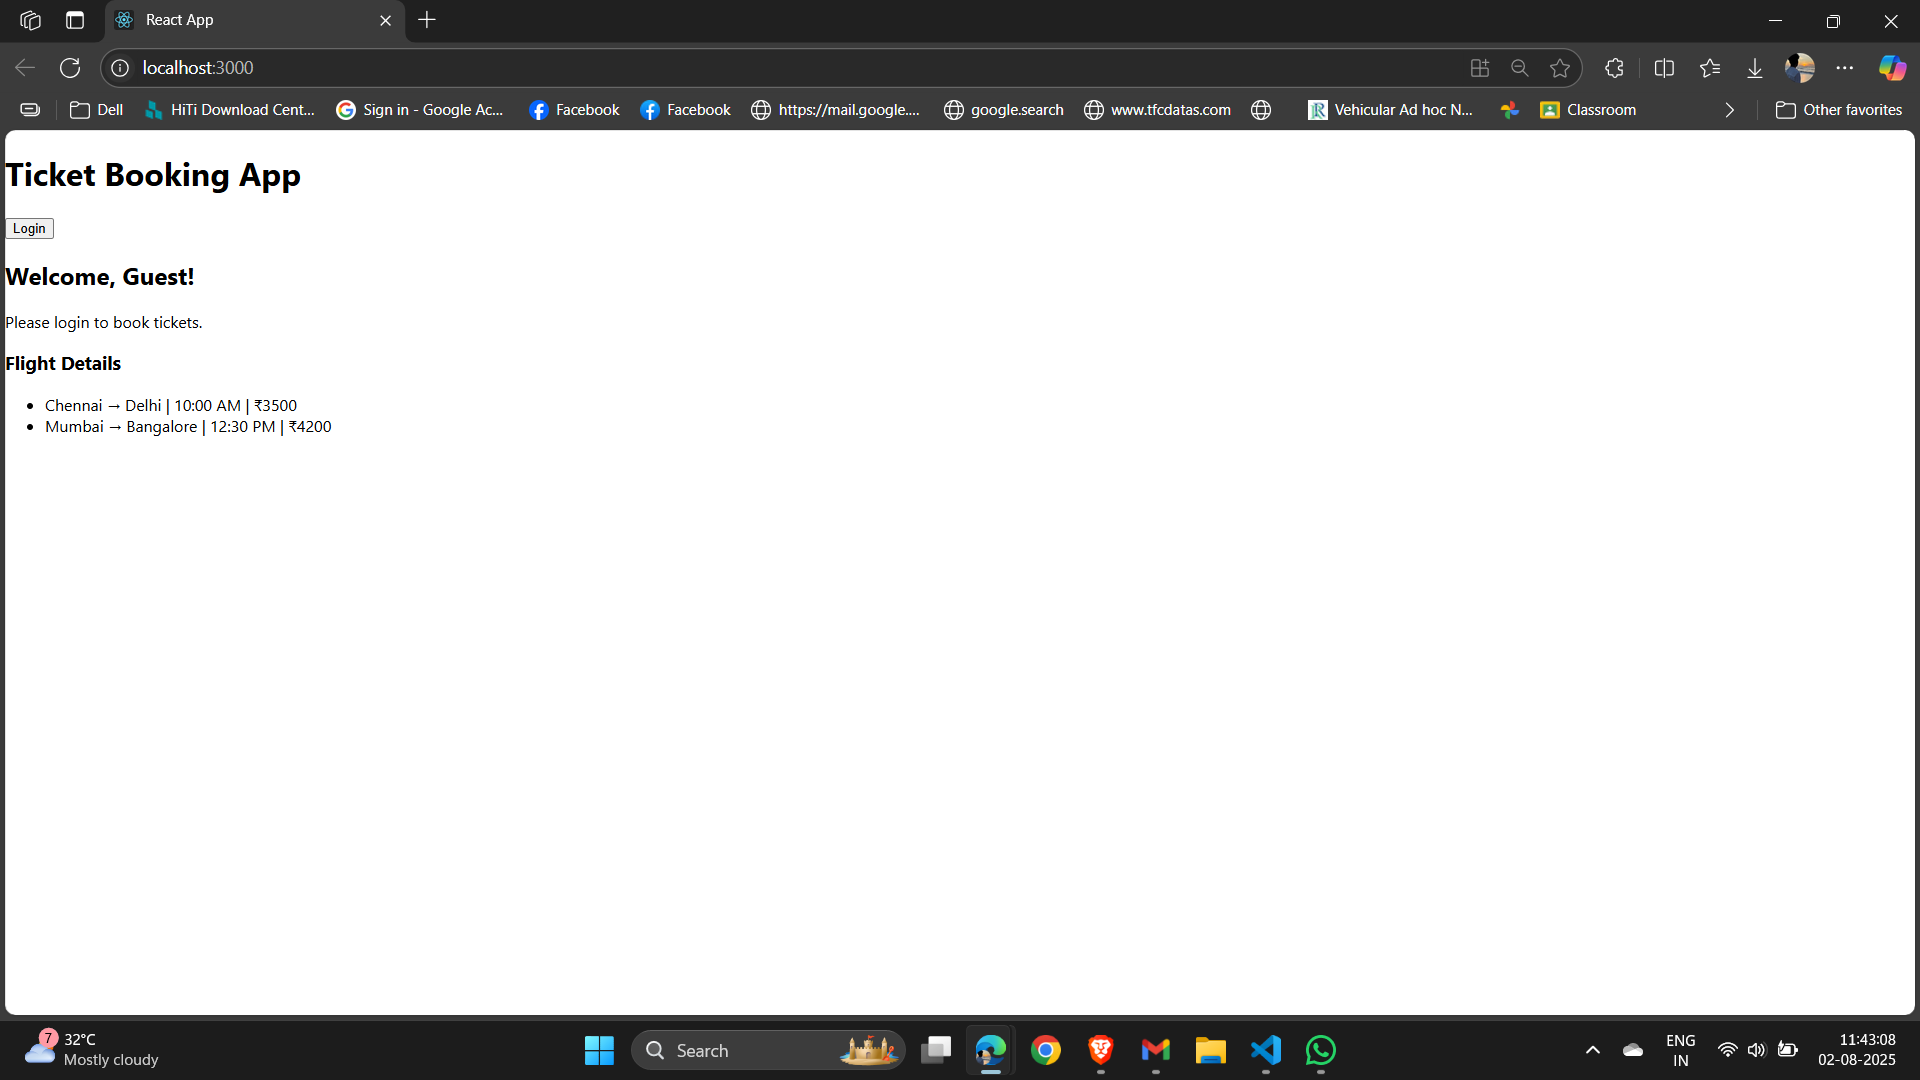 React App
localhost:3000
Dell
HiTi Download Cent...
Sign in - Google Ac...
Facebook
Facebook
https://mail.google....
google.search
www.tfcdatas.com
Vehicular Ad hoc N...
Classroom
Other favorites
Ticket Booking App
Login
Welcome, Guest!
Please login to book tickets.
Flight Details
• Chennai → Delhi | 10:00 AM | ₹3500
• Mumbai → Bangalore | 12:30 PM | ₹4200
7
32°C
Mostly cloudy
Search
ENG
IN
11:43:08
02-08-2025